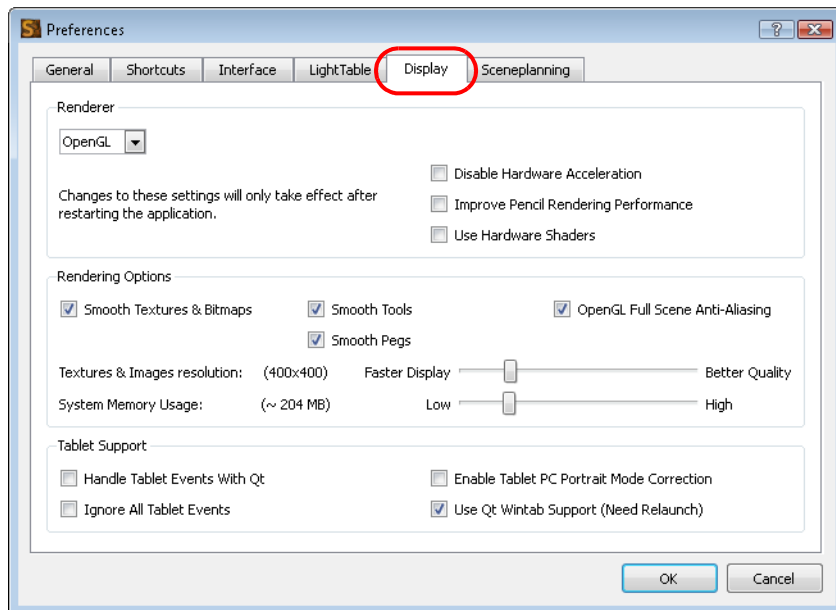 Preferences
General Shortcuts Interface LightTable Display Sceneplanning
Renderer
OpenGL
Changes to these settings will only take effect after
restarting the application.
Disable Hardware Acceleration
Improve Pencil Rendering Performance
Use Hardware Shaders
Rendering Options
Smooth Textures & Bitmaps Smooth Tools OpenGL Full Scene Anti-Aliasing
Smooth Pegs
Textures & Images resolution: (400x400) Faster Display Better Quality
System Memory Usage: (~ 204 MB) Low High
Tablet Support
Handle Tablet Events With Qt Enable Tablet PC Portrait Mode Correction
Ignore All Tablet Events Use Qt Wintab Support (Need Relaunch)
OK Cancel